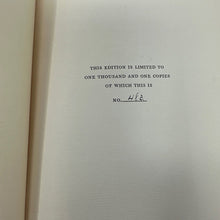 THIS EDITION IS LIMITED TO
ONE THOUSAND AND ONE COPIES
OF WHICH THIS IS
NO.